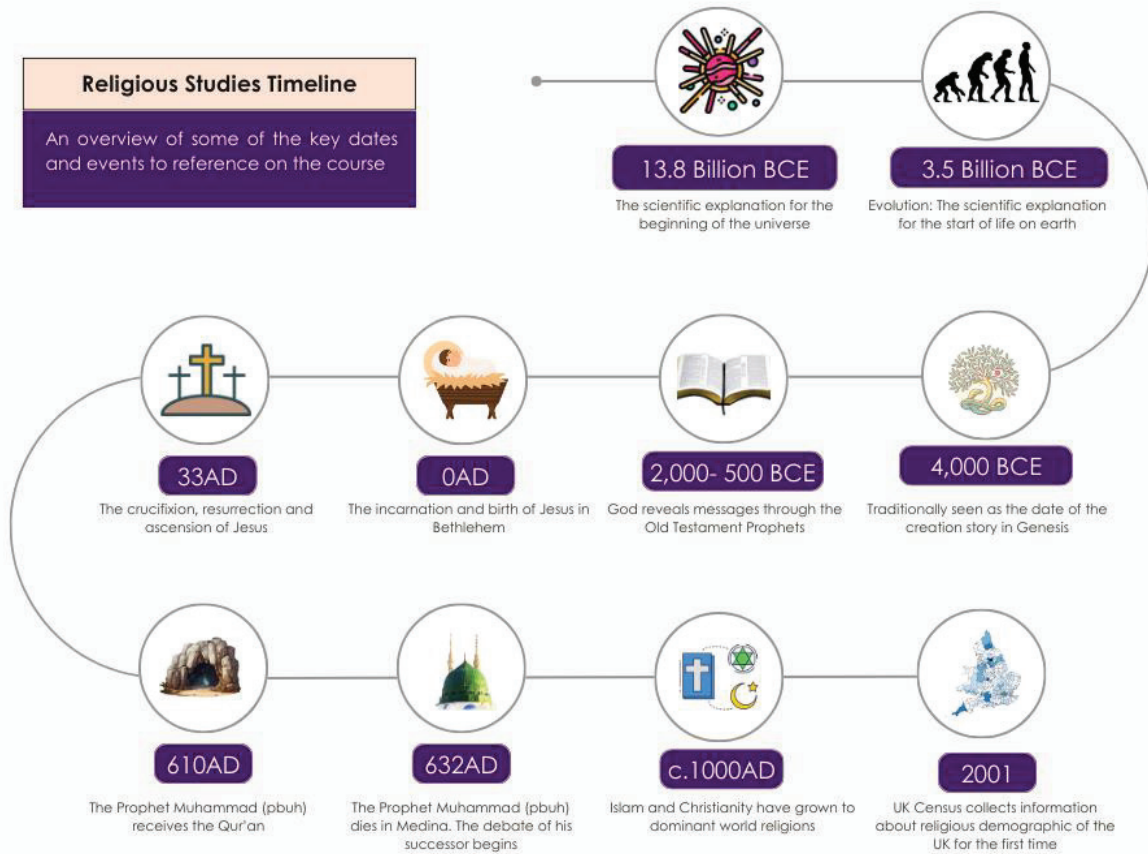 Religious Studies Timeline
An overview of some of the key dates
and events to reference on the course
13.8 Billion BCE
The scientific explanation for the
beginning of the universe
3.5 Billion BCE
Evolution: The scientific explanation
for the start of life on earth
4,000 BCE
Traditionally seen as the date of the
creation story in Genesis
2,000- 500 BCE
God reveals messages through the
Old Testament Prophets
0AD
The incarnation and birth of Jesus in
Bethlehem
33AD
The crucifixion, resurrection and
ascension of Jesus
610AD
The Prophet Muhammad (pbuh)
receives the Qur'an
632AD
The Prophet Muhammad (pbuh)
dies in Medina. The debate of his
successor begins
c.1000AD
Islam and Christianity have grown to
dominant world religions
2001
UK Census collects information
about religious demographic of the
UK for the first time